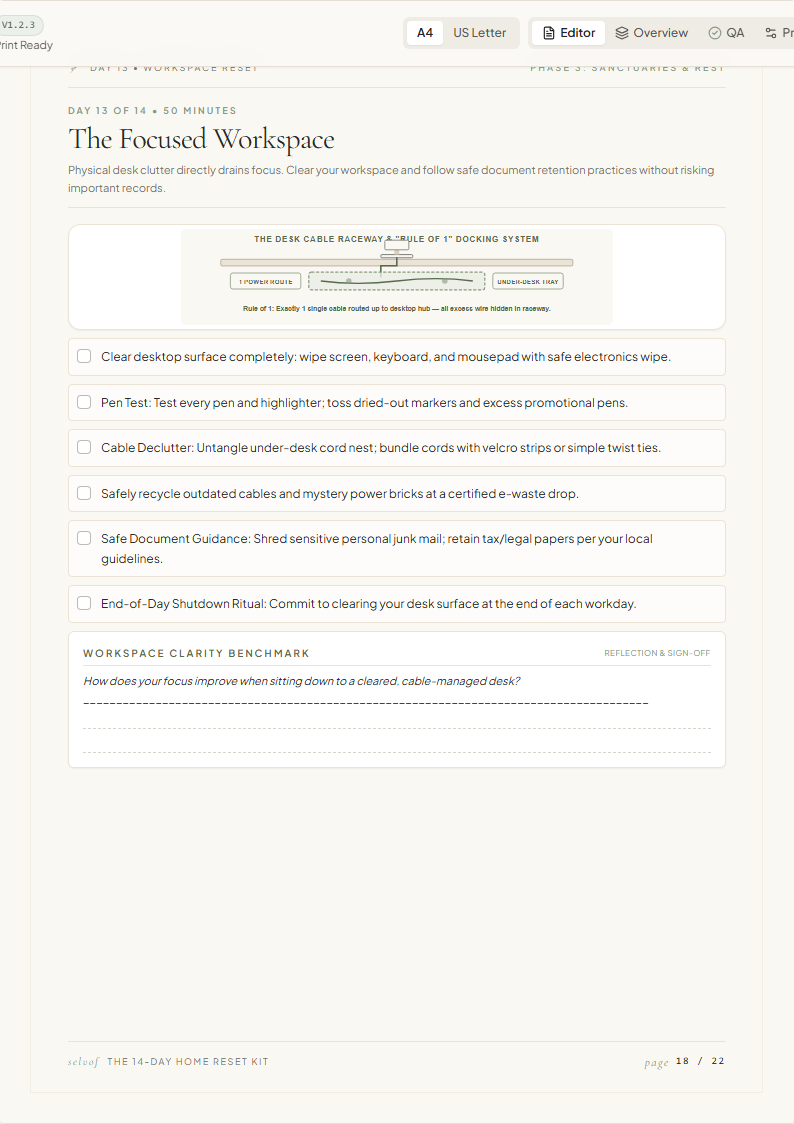 V1.2.3
Print Ready
A4
US Letter
Editor
Overview
QA
Pr
DAY 13 • WORKSPACE RESET
PHASE 3: SANCTUARIES & REST
DAY 13 OF 14 • 50 MINUTES
The Focused Workspace
Physical desk clutter directly drains focus. Clear your workspace and follow safe document retention practices without risking
important records.
THE DESK CABLE RACEWAY & "RULE OF 1" DOCKING SYSTEM
1 POWER ROUTE
UNDER-DESK TRAY
Rule of 1: Exactly 1 single cable routed up to desktop hub — all excess wire hidden in raceway.
Clear desktop surface completely: wipe screen, keyboard, and mousepad with safe electronics wipe.
Pen Test: Test every pen and highlighter; toss dried-out markers and excess promotional pens.
Cable Declutter: Untangle under-desk cord nest; bundle cords with velcro strips or simple twist ties.
Safely recycle outdated cables and mystery power bricks at a certified e-waste drop.
Safe Document Guidance: Shred sensitive personal junk mail; retain tax/legal papers per your local
guidelines.
End-of-Day Shutdown Ritual: Commit to clearing your desk surface at the end of each workday.
WORKSPACE CLARITY BENCHMARK
REFLECTION & SIGN-OFF
How does your focus improve when sitting down to a cleared, cable-managed desk?
selvof THE 14-DAY HOME RESET KIT
page 18 / 22